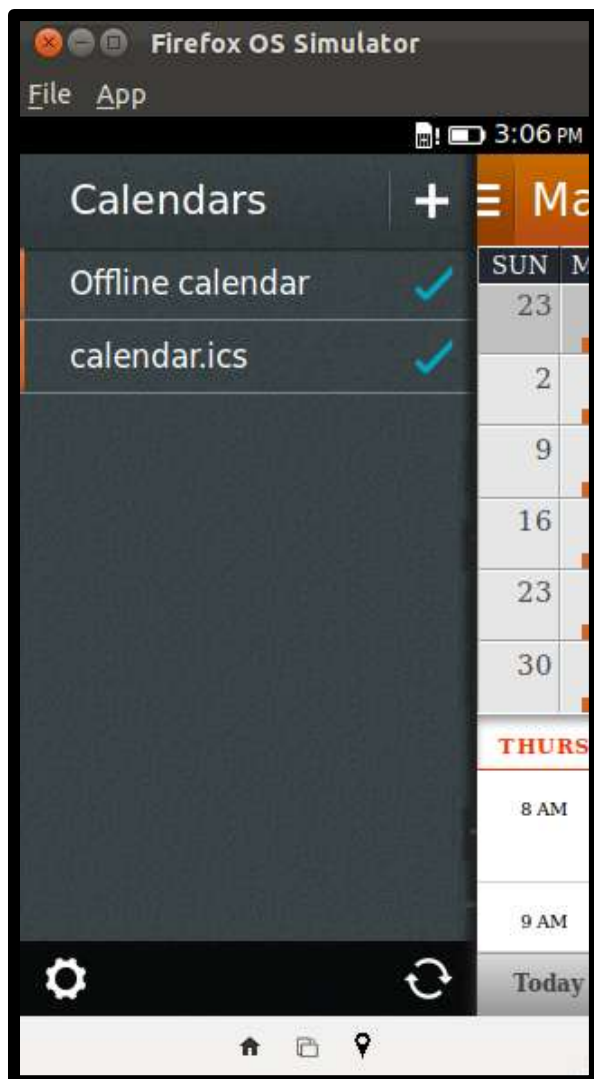 Firefox OS Simulator
File App
3:06 PM
Calendars + Ma
SUN M
Offline calendar
23
calendar.ics
2
9
16
23
30
THURS
8 AM
9 AM
Today